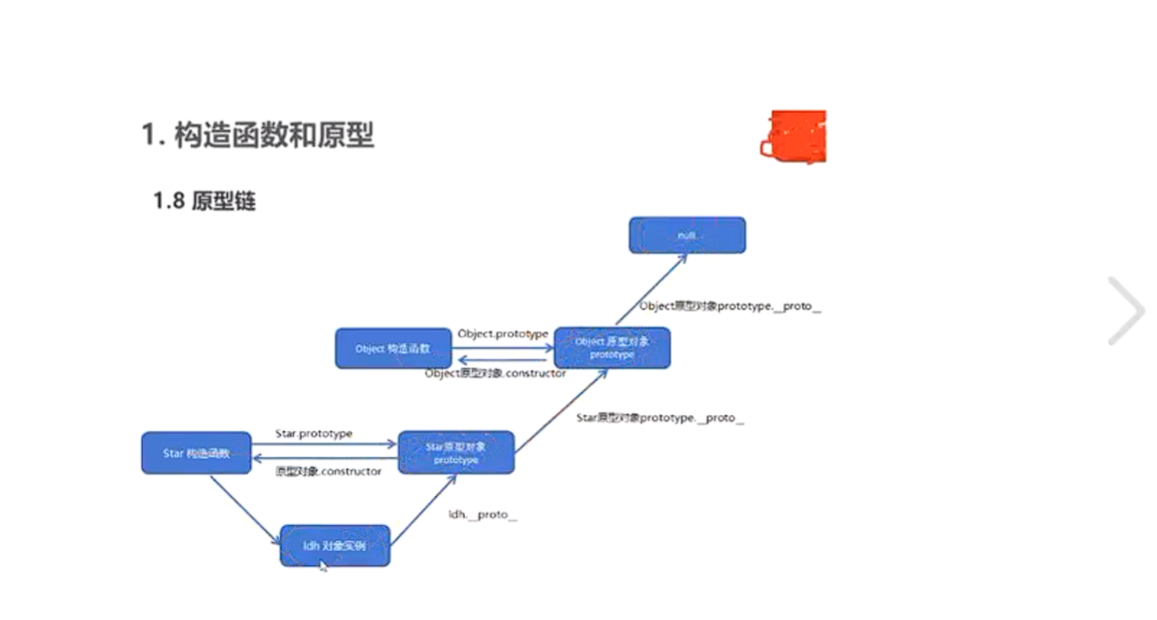 1. 构造函数和原型
1.8 原型链
null
Object原型对象prototype.__proto__
Object 构造函数
Object.prototype
Object原型对象.constructor
Object 原型对象
prototype
Star原型对象prototype.__proto__
Star 构造函数
Star.prototype
原型对象.constructor
Star原型对象
prototype
ldh.__proto__
ldh 对象实例